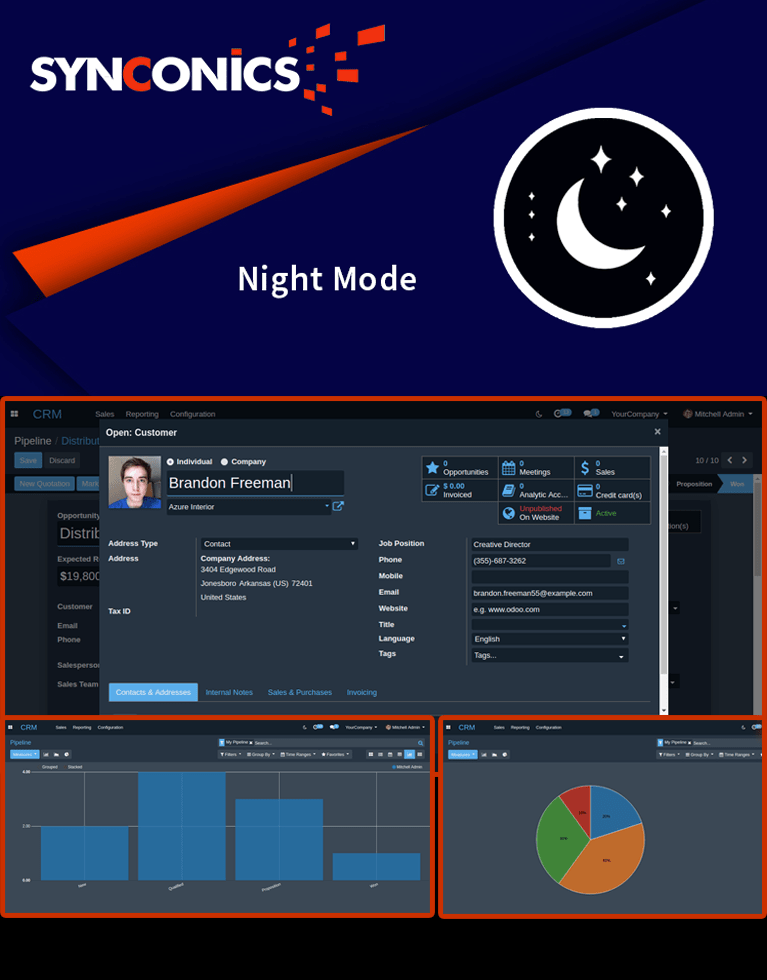 SYNCONICS
Night Mode
CRM Sales Reporting Configuration YourCompany Mitchell Admin
Pipeline / Distribut
Open: Customer ×
Save Discard 10 / 10
New Quotation Mark Proposition Won
Individual Company
Brandon Freeman
Azure Interior
0 Opportunities 0 Meetings 0 Sales
$ 0.00 Invoiced 0 Analytic Acc... 0 Credit card(s)
Unpublished On Website Active
Opportunity
Distrib
Expected R
$19,800
Customer
Email
Phone
Salesperson
Sales Team
Address Type Contact
Address Company Address:
3404 Edgewood Road
Jonesboro Arkansas (US) 72401
United States
Tax ID
Job Position Creative Director
Phone (355)-687-3262
Mobile
Email brandon.freeman55@example.com
Website e.g. www.odoo.com
Title
Language English
Tags Tags...
Contacts & Addresses Internal Notes Sales & Purchases Invoicing
CRM Sales Reporting Configuration YourCompany Mitchell Admin
Pipeline My Pipeline Search...
Measures Filters Group By Time Ranges Favorites
Grouped Stacked Mitchell Admin
4.00
2.00
0.00
New Qualified Proposition Won
CRM Sales Reporting Configuration
Pipeline My Pipeline Search...
Measures Filters Group By Time Ranges